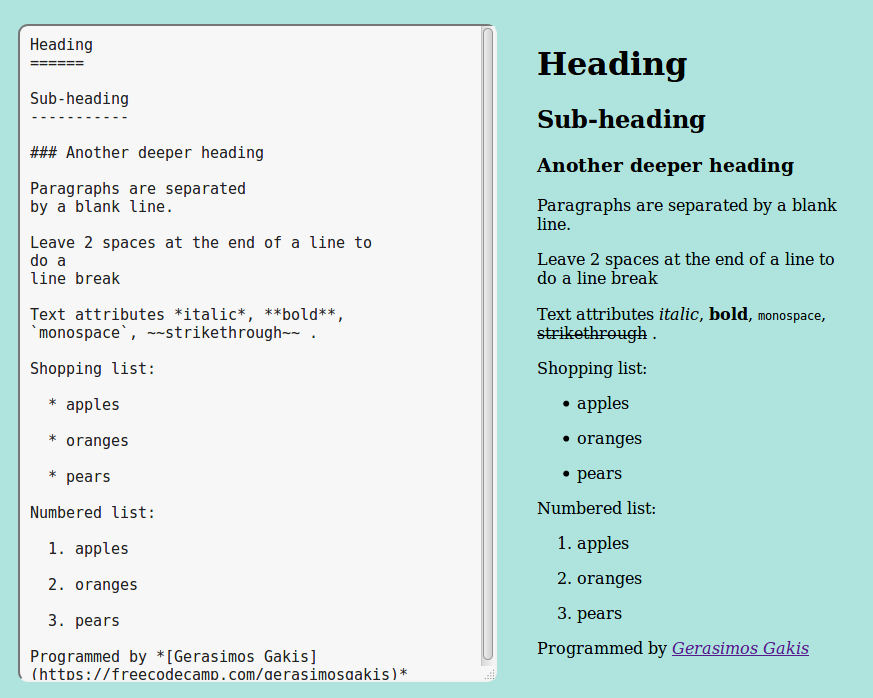 Heading
======
Sub-heading
-----------
### Another deeper heading
Paragraphs are separated
by a blank line.
Leave 2 spaces at the end of a line to
do a
line break
Text attributes *italic*, **bold**,
`monospace`, ~~strikethrough~~ .
Shopping list:
* apples
* oranges
* pears
Numbered list:
1. apples
2. oranges
3. pears
Programmed by *[Gerasimos Gakis]
(https://freecodecamp.com/gerasimosgakis)*
Heading
Sub-heading
Another deeper heading
Paragraphs are separated by a blank
line.
Leave 2 spaces at the end of a line to
do a line break
Text attributes italic, bold, monospace,
strikethrough .
Shopping list:
• apples
• oranges
• pears
Numbered list:
1. apples
2. oranges
3. pears
Programmed by Gerasimos Gakis